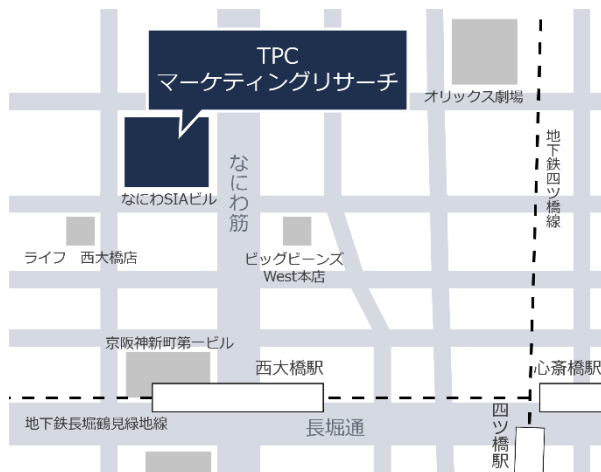 TPC
マーケティングリサーチ
オリックス劇場
地下鉄四ツ橋線
なにわ筋
なにわSIAビル
ライフ　西大橋店
ビッグビーンズ
West本店
京阪神新町第一ビル
西大橋駅
心斎橋駅
地下鉄長堀鶴見緑地線
長堀通
四ツ橋駅